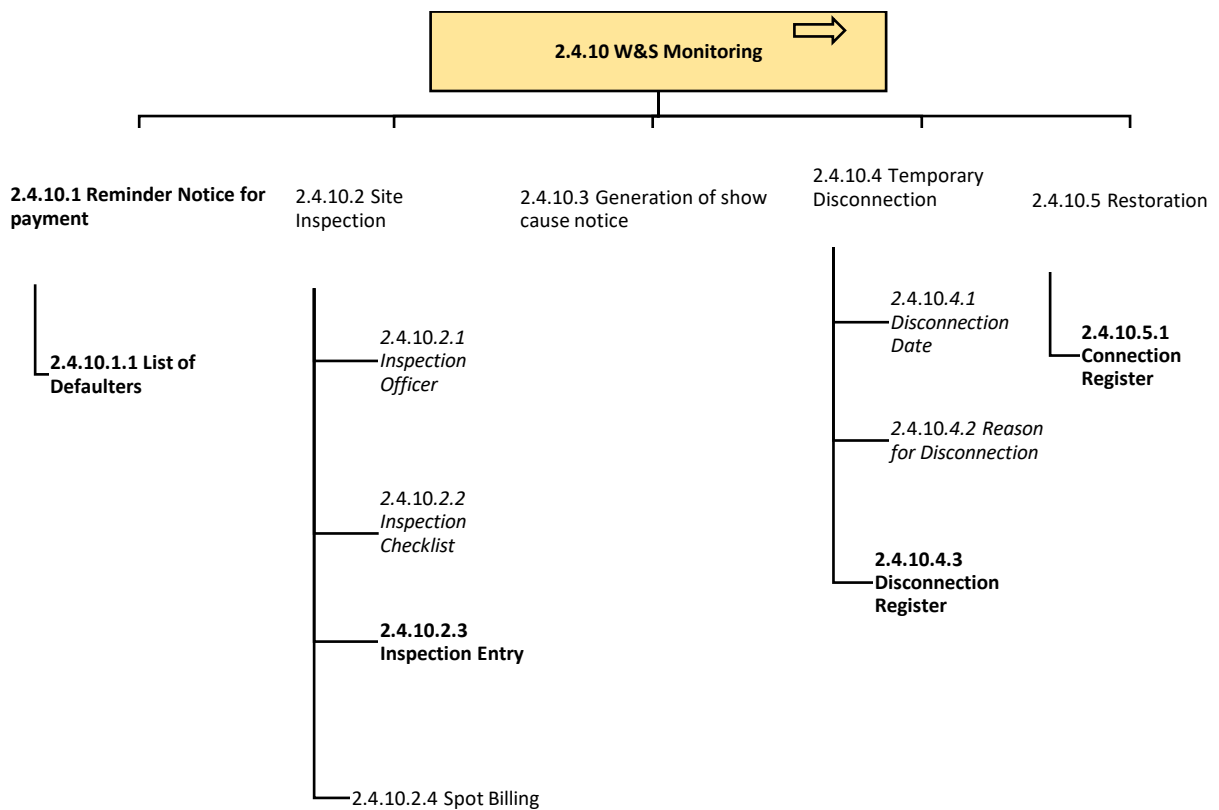 2.4.10 W&S Monitoring
2.4.10.1 Reminder Notice for
payment
2.4.10.2 Site
Inspection
2.4.10.3 Generation of show
cause notice
2.4.10.4 Temporary
Disconnection
2.4.10.5 Restoration
2.4.10.1.1 List of
Defaulters
2.4.10.2.1
Inspection
Officer
2.4.10.2.2
Inspection
Checklist
2.4.10.2.3
Inspection Entry
2.4.10.2.4 Spot Billing
2.4.10.4.1
Disconnection
Date
2.4.10.4.2 Reason
for Disconnection
2.4.10.4.3
Disconnection
Register
2.4.10.5.1
Connection
Register